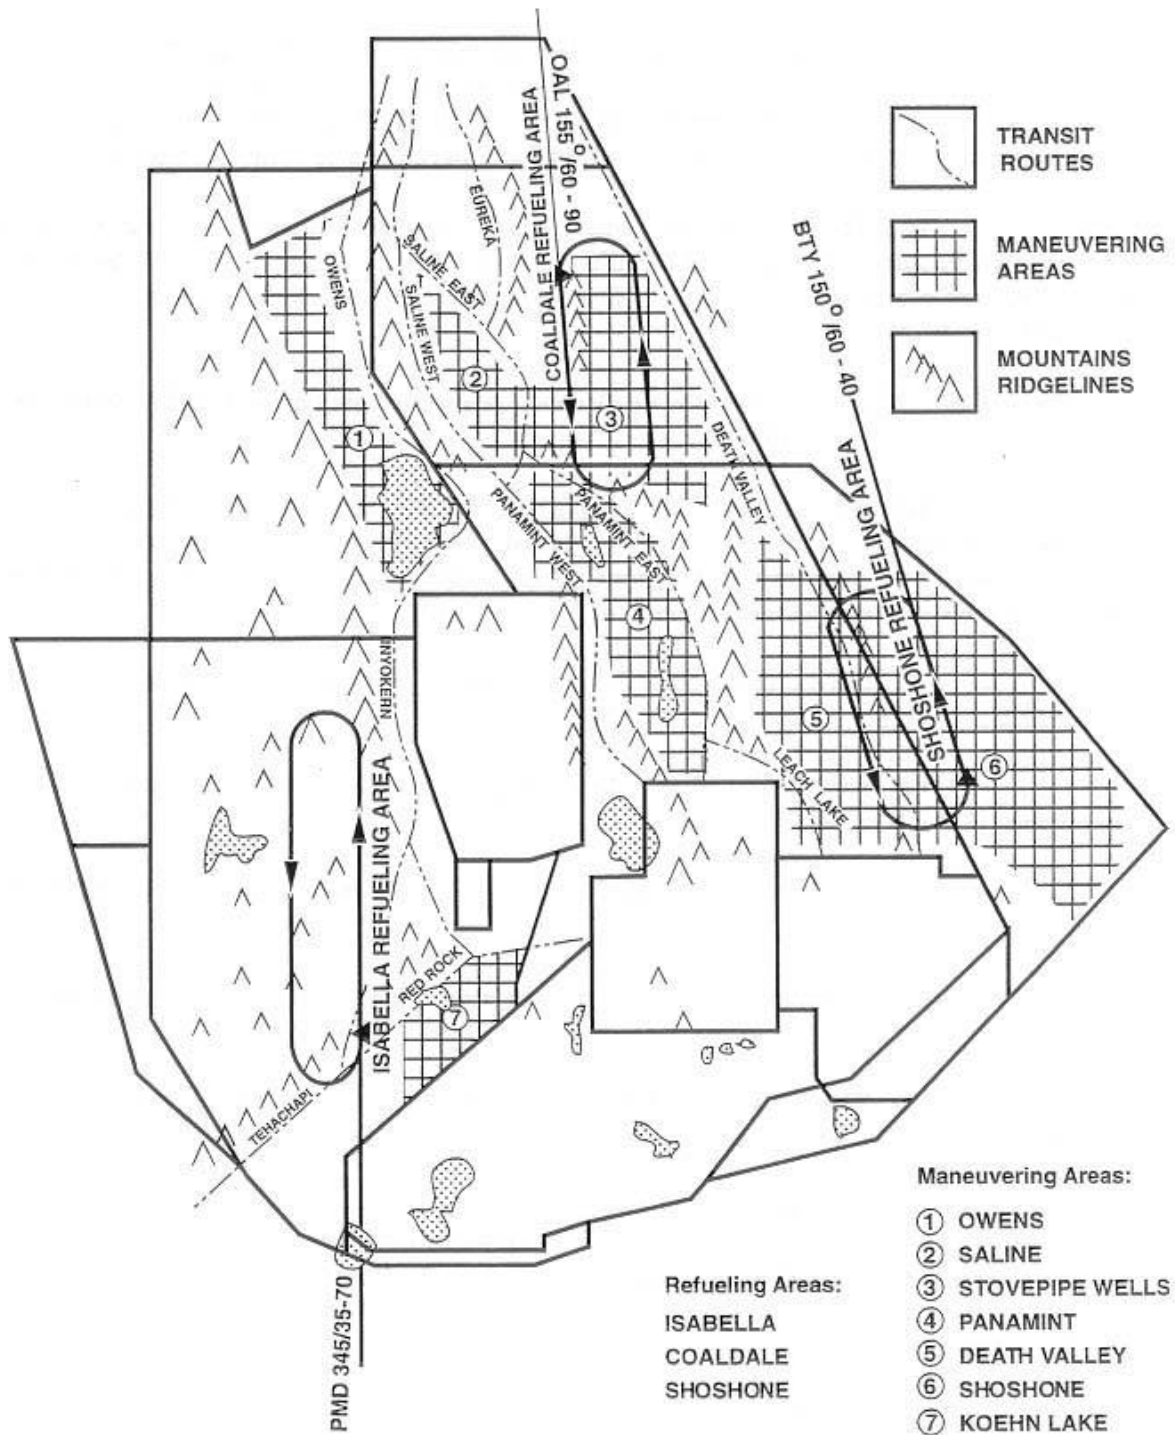 OAL 155° /60 - 90
COALDALE REFUELING AREA
EUREKA
SALINE EAST
SALINE WEST
OWENS
TRANSIT
ROUTES
MANEUVERING
AREAS
MOUNTAINS
RIDGELINES
BTY 150° /60 - 40
SHOSHONE REFUELING AREA
1
2
3
DEATH VALLEY
PANAMINT WEST
PANAMINT EAST
4
INYOKERN
5
6
LEACH LAKE
ISABELLA REFUELING AREA
RED ROCK
7
TEHACHAPI
PMD 345/35-70
Refueling Areas:
ISABELLA
COALDALE
SHOSHONE
Maneuvering Areas:
1 OWENS
2 SALINE
3 STOVEPIPE WELLS
4 PANAMINT
5 DEATH VALLEY
6 SHOSHONE
7 KOEHN LAKE